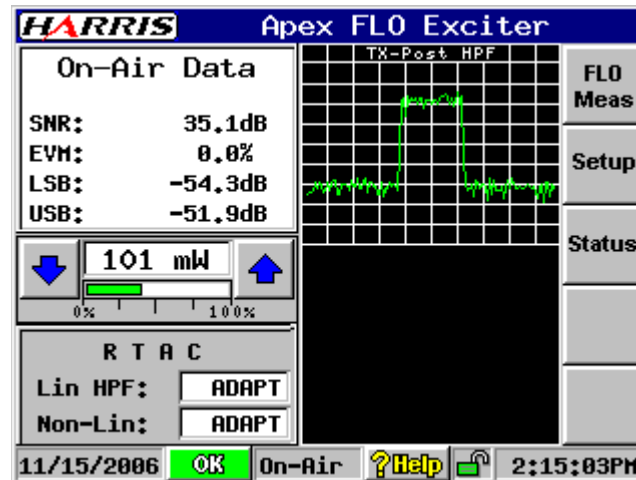 HARRIS Apex FLO Exciter
On-Air Data
SNR: 35.1dB
EVM: 0.0%
LSB: -54.3dB
USB: -51.9dB
101 mW
0% 100%
R T A C
Lin HPF: ADAPT
Non-Lin: ADAPT
TX-Post HPF
FLO
Meas
Setup
Status
11/15/2006 OK On-Air ?Help 2:15:03PM